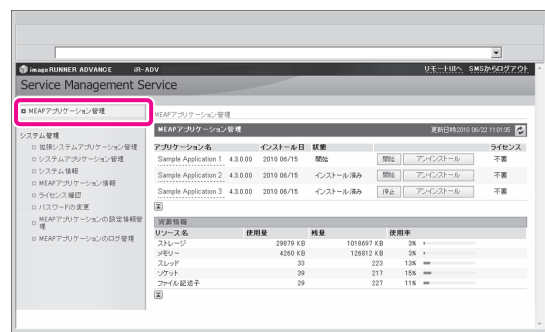 imageRUNNER ADVANCE iR-ADV リモートUIへ SMSからログアウト
Service Management Service
MEAPアプリケーション管理
システム管理
拡張システムアプリケーション管理
システムアプリケーション管理
システム情報
MEAPアプリケーション情報
ライセンス確認
パスワードの変更
MEAPアプリケーションの設定情報管理
MEAPアプリケーションのログ管理
MEAPアプリケーション管理
MEAPアプリケーション管理 更新日時:2010 06/22 11:01:35
アプリケーション名 インストール日 状態 ライセンス
Sample Application 1 4.3.0.00 2010 06/15 開始 開始 アンインストール 不要
Sample Application 2 4.3.0.00 2010 06/15 インストール済み 開始 アンインストール 不要
Sample Application 3 4.3.0.00 2010 06/15 インストール済み 停止 アンインストール 不要
資源情報
リソース名 使用量 残量 使用率
ストレージ 29879 KB 1018697 KB 3%
メモリー 4260 KB 126812 KB 3%
スレッド 33 223 13%
ソケット 39 217 15%
ファイル記述子 29 227 11%